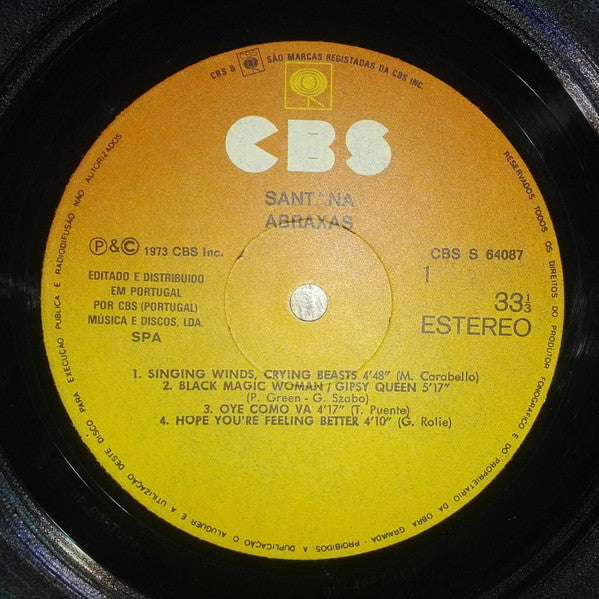 CBS & SÃO MARCAS REGISTADAS DA CBS INC.
CBS
SANTANA
ABRAXAS
Ⓟ&© 1973 CBS Inc.
EDITADO E DISTRIBUIDO
EM PORTUGAL
POR CBS (PORTUGAL)
MÚSICA E DISCOS, LDA.
SPA
CBS S 64087
1
33⅓
ESTEREO
1. SINGING WINDS, CRYING BEASTS 4'48" (M. Carabello)
2. BLACK MAGIC WOMAN / GIPSY QUEEN 5'17"
(P. Green - G. Szabo)
3. OYE COMO VA 4'17" (T. Puente)
4. HOPE YOU'RE FEELING BETTER 4'10" (G. Rolie)
RESERVADOS TODOS OS DIREITOS DO PRODUTOR FONOGRÁFICO E DO PROPRIETÁRIO DA OBRA GRAVADA - PROIBIDOS A DUPLICAÇÃO O ALUGUER E A UTILIZAÇÃO DESTE DISCO PARA EXECUÇÃO PÚBLICA E RADIODIFUSÃO NÃO AUTORIZADOS